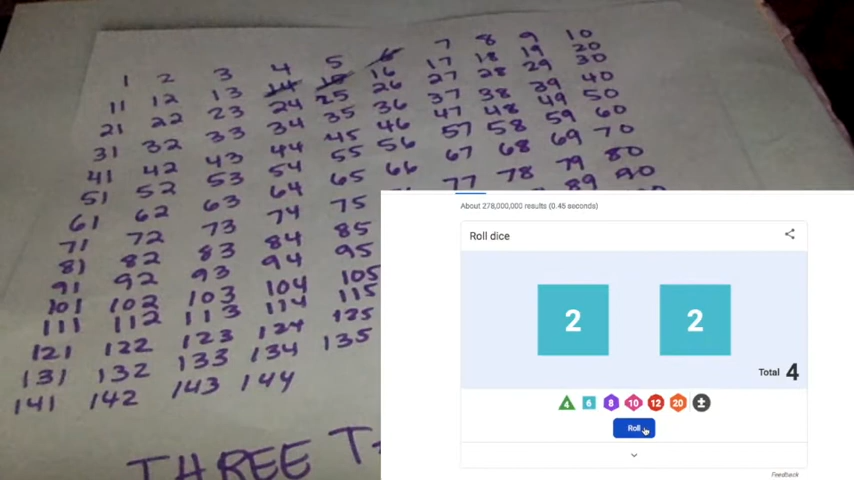 1 2 3 4 5 6 7 8 9 10
11 12 13 14 15 16 17 18 19 20
21 22 23 24 25 26 27 28 29 30
31 32 33 34 35 36 37 38 39 40
41 42 43 44 45 46 47 48 49 50
51 52 53 54 55 56 57 58 59 60
61 62 63 64 65 66 67 68 69 70
71 72 73 74 75 77 78 79 80
81 82 83 84 85 89 90
91 92 93 94 95
101 102 103 104 105
111 112 113 114 115
121 122 123 124 125
131 132 133 134 135
141 142 143 144
THREE
About 278,000,000 results (0.45 seconds)
Roll dice
2 2
Total 4
4 6 8 10 12 20 ±
Roll
Feedback